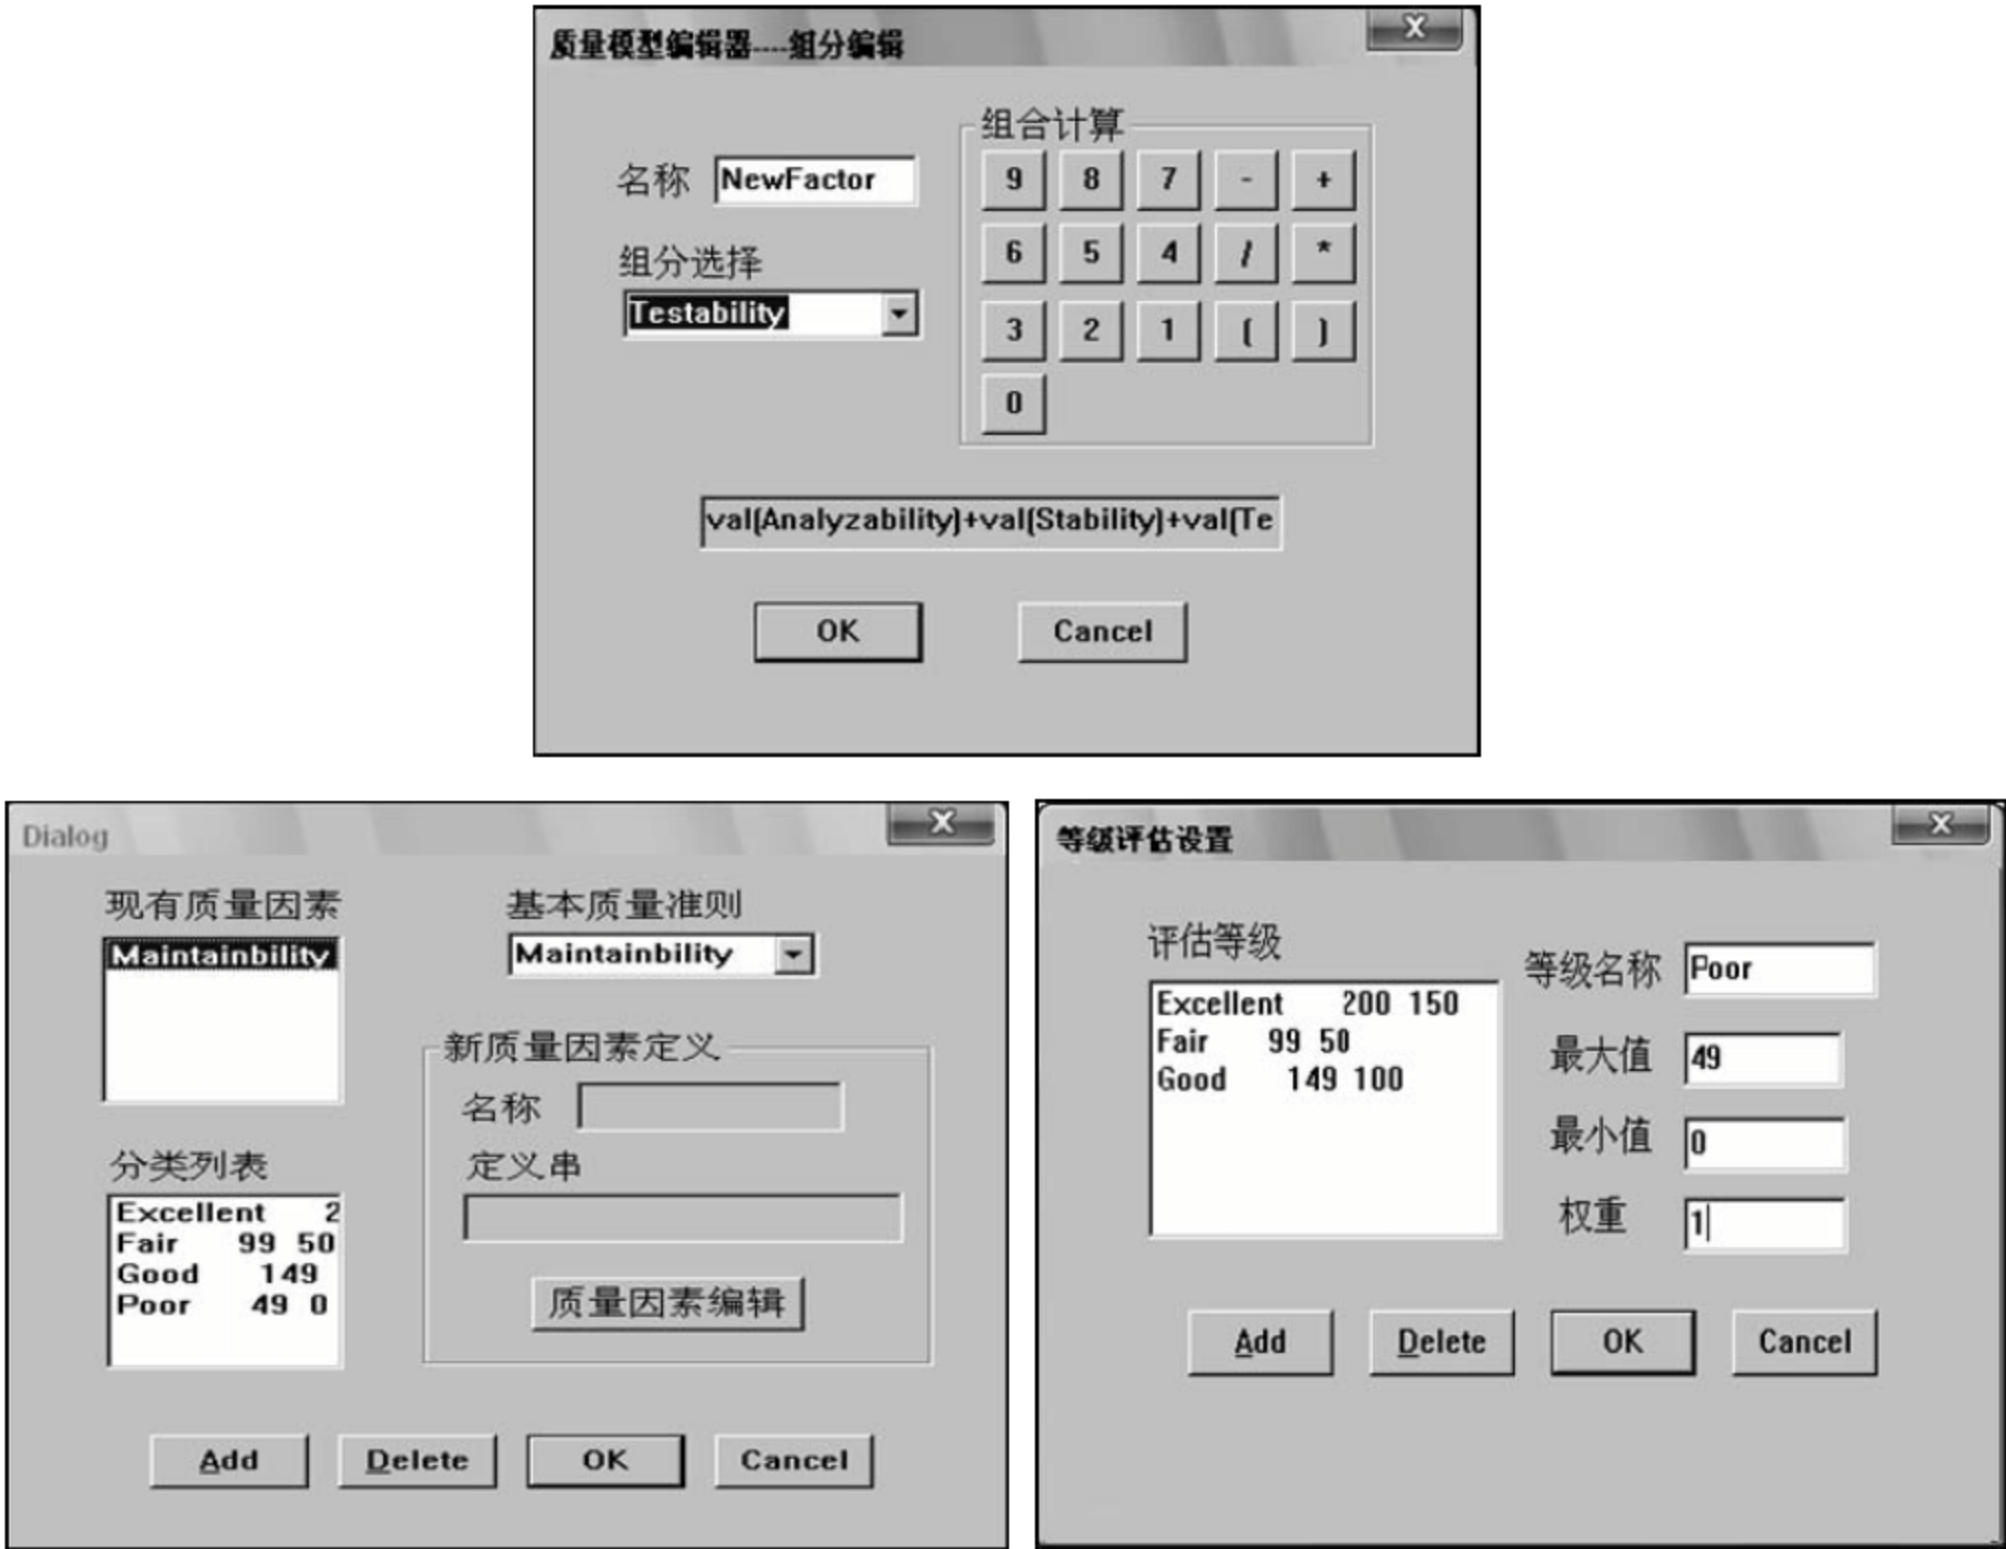 质量模型编辑器----组分编辑
X
组合计算
名称 NewFactor
9 8 7 - +
组分选择
6 5 4 / *
Testability
3 2 1 ( )
0
val(Analyzability)+val(Stability)+val(Te
OK Cancel
Dialog
X
现有质量因素
Maintainbility
基本质量准则
Maintainbility
新质量因素定义
名称
定义串
质量因素编辑
分类列表
Excellent 2
Fair 99 50
Good 149
Poor 49 0
Add Delete OK Cancel
等级评估设置
X
评估等级
Excellent 200 150
Fair 99 50
Good 149 100
等级名称 Poor
最大值 49
最小值 0
权重 1
Add Delete OK Cancel